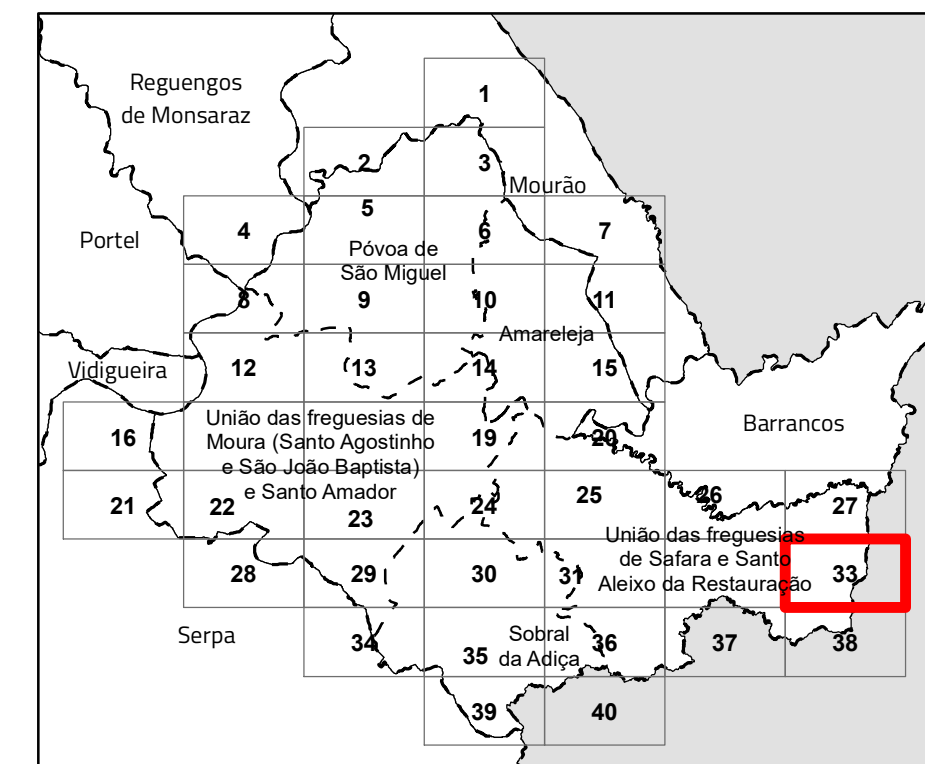 Reguengos
de Monsaraz
1
2
3
Mourão
4
5
6
7
Portel
Póvoa de
São Miguel
8
9
10
11
Amareleja
Vidigueira
12
13
14
15
16
União das freguesias de
Moura (Santo Agostinho
e São João Baptista)
e Santo Amador
19
20
Barrancos
21
22
23
24
25
26
27
União das freguesias
de Safara e Santo
Aleixo da Restauração
28
29
30
31
33
Serpa
34
35
Sobral
da Adiça
36
37
38
39
40